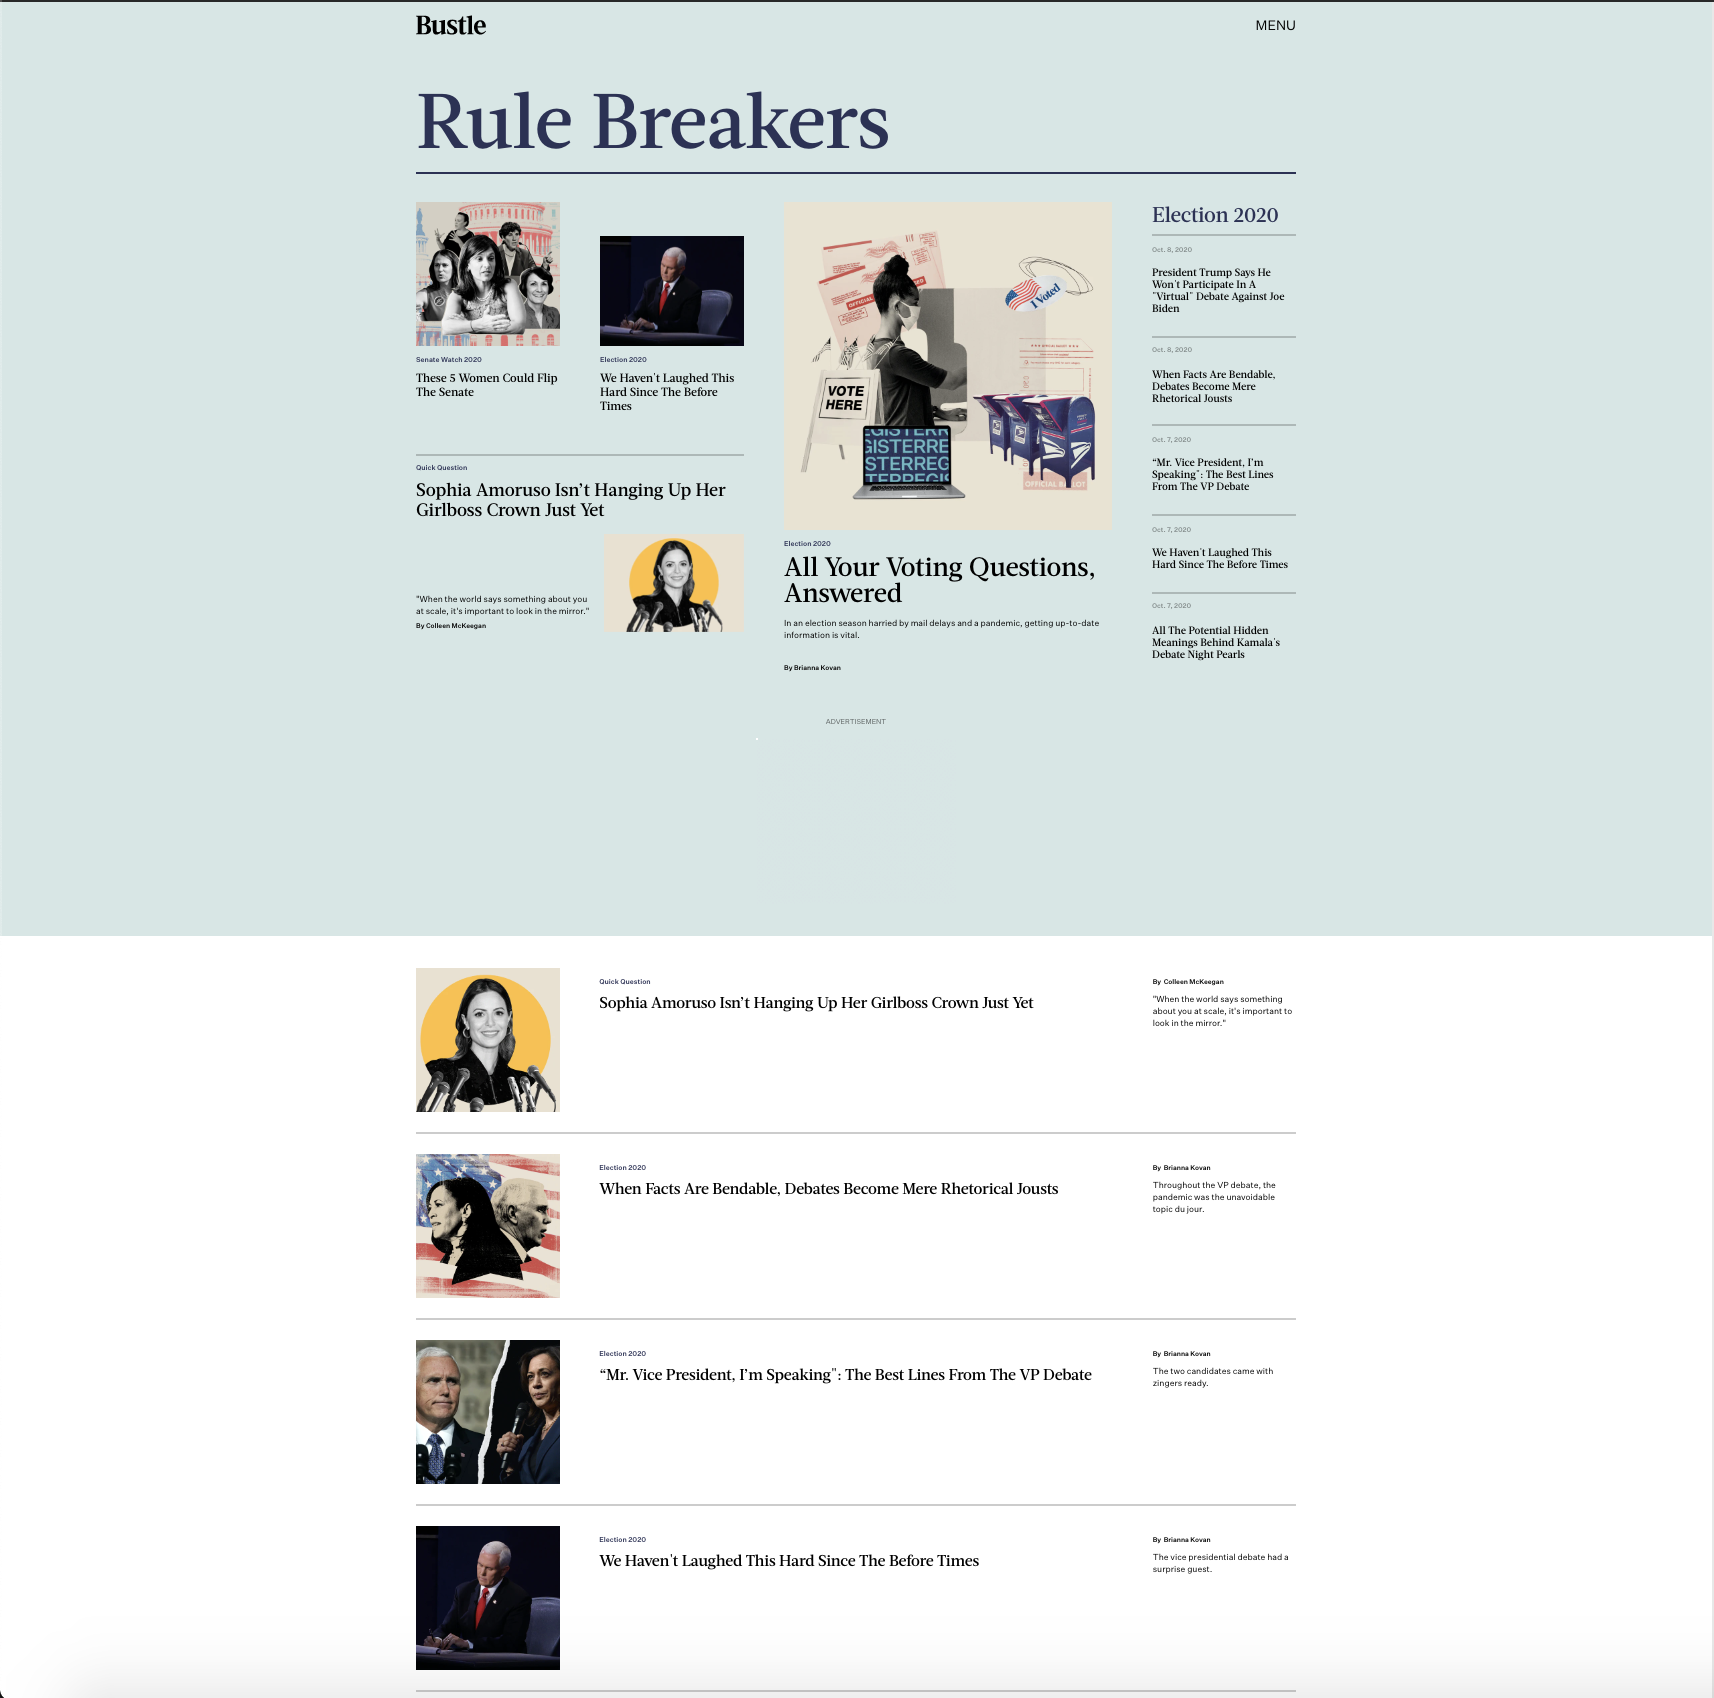 Bustle
MENU
Rule Breakers
Senate Watch 2020
These 5 Women Could Flip
The Senate
Election 2020
We Haven't Laughed This
Hard Since The Before
Times
Quick Question
Sophia Amoruso Isn’t Hanging Up Her
Girlboss Crown Just Yet
"When the world says something about you
at scale, it's important to look in the mirror."
By Colleen McKeegan
OFFICIAL
I Voted
VOTE
HERE
EGISTERR
GISTERRE
STERREG
TERREGIS
OFFICIAL BALLOT
Election 2020
All Your Voting Questions,
Answered
In an election season harried by mail delays and a pandemic, getting up-to-date
information is vital.
By Brianna Kovan
Election 2020
Oct. 8, 2020
President Trump Says He
Won't Participate In A
"Virtual" Debate Against Joe
Biden
Oct. 8, 2020
When Facts Are Bendable,
Debates Become Mere
Rhetorical Jousts
Oct. 7, 2020
“Mr. Vice President, I’m
Speaking": The Best Lines
From The VP Debate
Oct. 7, 2020
We Haven't Laughed This
Hard Since The Before Times
Oct. 7, 2020
All The Potential Hidden
Meanings Behind Kamala's
Debate Night Pearls
ADVERTISEMENT
Quick Question
Sophia Amoruso Isn’t Hanging Up Her Girlboss Crown Just Yet
By Colleen McKeegan
"When the world says something
about you at scale, it's important to
look in the mirror."
Election 2020
When Facts Are Bendable, Debates Become Mere Rhetorical Jousts
By Brianna Kovan
Throughout the VP debate, the
pandemic was the unavoidable
topic du jour.
Election 2020
“Mr. Vice President, I’m Speaking": The Best Lines From The VP Debate
By Brianna Kovan
The two candidates came with
zingers ready.
Election 2020
We Haven't Laughed This Hard Since The Before Times
By Brianna Kovan
The vice presidential debate had a
surprise guest.